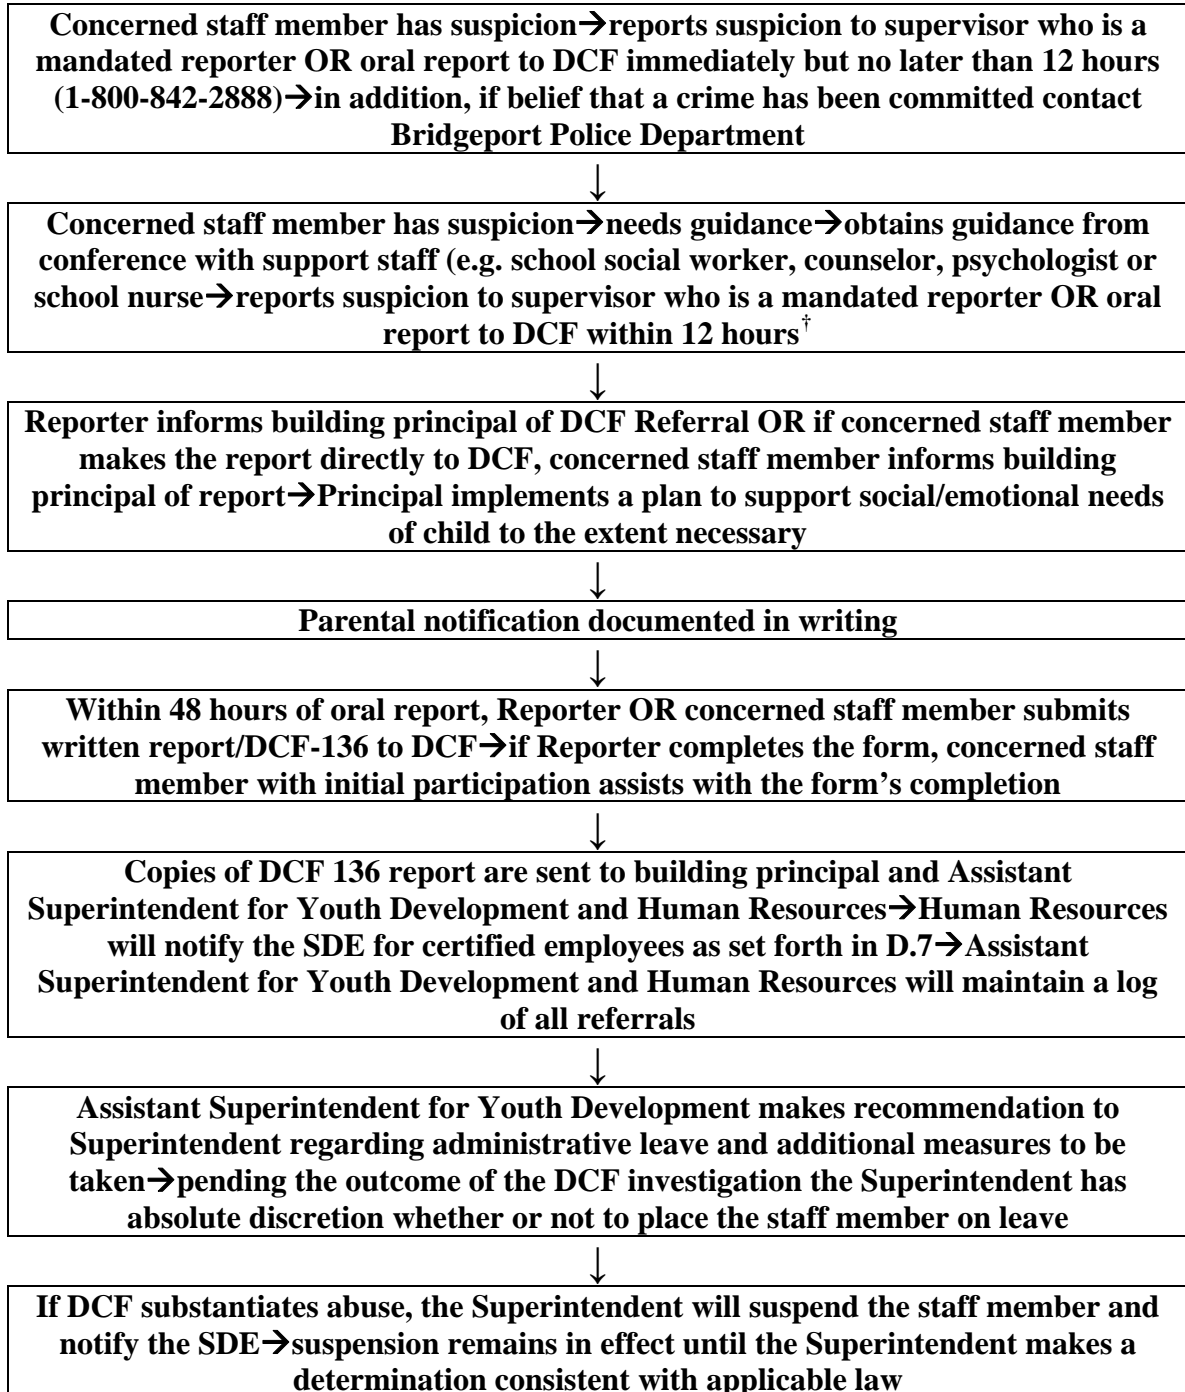 Concerned staff member has suspicion→reports suspicion to supervisor who is a
mandated reporter OR oral report to DCF immediately but no later than 12 hours
(1-800-842-2888)→in addition, if belief that a crime has been committed contact
Bridgeport Police Department
↓
Concerned staff member has suspicion→needs guidance→obtains guidance from
conference with support staff (e.g. school social worker, counselor, psychologist or
school nurse→reports suspicion to supervisor who is a mandated reporter OR oral
report to DCF within 12 hours†
↓
Reporter informs building principal of DCF Referral OR if concerned staff member
makes the report directly to DCF, concerned staff member informs building
principal of report→Principal implements a plan to support social/emotional needs
of child to the extent necessary
↓
Parental notification documented in writing
↓
Within 48 hours of oral report, Reporter OR concerned staff member submits
written report/DCF-136 to DCF→if Reporter completes the form, concerned staff
member with initial participation assists with the form’s completion
↓
Copies of DCF 136 report are sent to building principal and Assistant
Superintendent for Youth Development and Human Resources→Human Resources
will notify the SDE for certified employees as set forth in D.7→Assistant
Superintendent for Youth Development and Human Resources will maintain a log
of all referrals
↓
Assistant Superintendent for Youth Development makes recommendation to
Superintendent regarding administrative leave and additional measures to be
taken→pending the outcome of the DCF investigation the Superintendent has
absolute discretion whether or not to place the staff member on leave
↓
If DCF substantiates abuse, the Superintendent will suspend the staff member and
notify the SDE→suspension remains in effect until the Superintendent makes a
determination consistent with applicable law